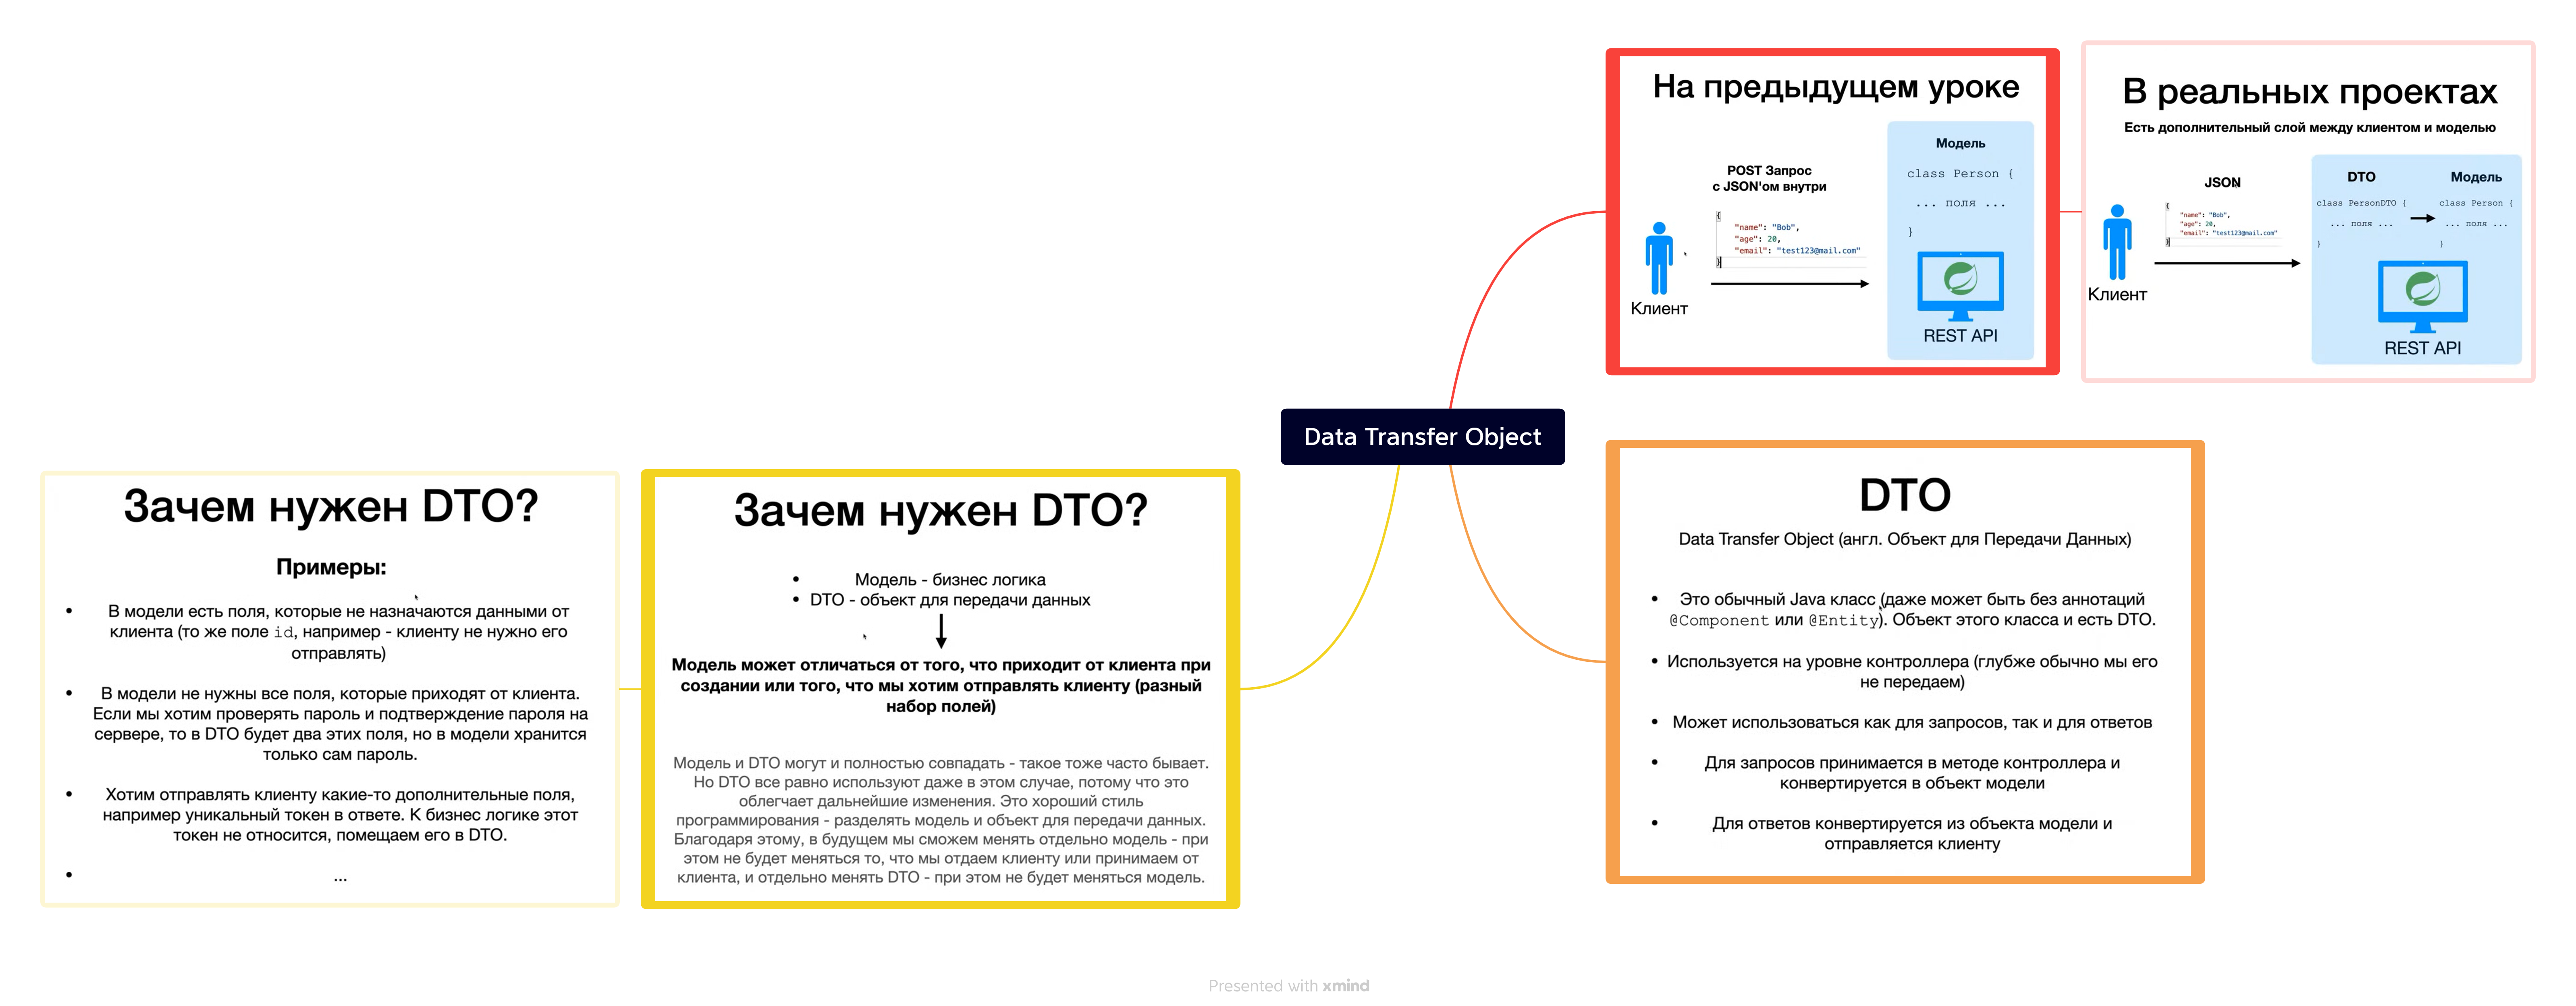 На предыдущем уроке
POST Запрос
с JSON'ом внутри
{
"name": "Bob",
"age": 20,
"email": "test123@mail.com"
}
Клиент
Модель
class Person {
... поля ...
}
REST API
В реальных проектах
Есть дополнительный слой между клиентом и моделью
JSON
{
"name": "Bob",
"age": 20,
"email": "test123@mail.com"
}
Клиент
DTO
class PersonDTO {
... поля ...
}
Модель
class Person {
... поля ...
}
REST API
Data Transfer Object
DTO
Data Transfer Object (англ. Объект для Передачи Данных)
• Это обычный Java класс (даже может быть без аннотаций
@Component или @Entity). Объект этого класса и есть DTO.
• Используется на уровне контроллера (глубже обычно мы его
не передаем)
• Может использоваться как для запросов, так и для ответов
• Для запросов принимается в методе контроллера и
конвертируется в объект модели
• Для ответов конвертируется из объекта модели и
отправляется клиенту
Зачем нужен DTO?
• Модель - бизнес логика
• DTO - объект для передачи данных
Модель может отличаться от того, что приходит от клиента при
создании или того, что мы хотим отправлять клиенту (разный
набор полей)
Модель и DTO могут и полностью совпадать - такое тоже часто бывает.
Но DTO все равно используют даже в этом случае, потому что это
облегчает дальнейшие изменения. Это хороший стиль
программирования - разделять модель и объект для передачи данных.
Благодаря этому, в будущем мы сможем менять отдельно модель - при
этом не будет меняться то, что мы отдаем клиенту или принимаем от
клиента, и отдельно менять DTO - при этом не будет меняться модель.
Зачем нужен DTO?
Примеры:
• В модели есть поля, которые не назначаются данными от
клиента (то же поле id, например - клиенту не нужно его
отправлять)
• В модели не нужны все поля, которые приходят от клиента.
Если мы хотим проверять пароль и подтверждение пароля на
сервере, то в DTO будет два этих поля, но в модели хранится
только сам пароль.
• Хотим отправлять клиенту какие-то дополнительные поля,
например уникальный токен в ответе. К бизнес логике этот
токен не относится, помещаем его в DTO.
• ...
Presented with xmind